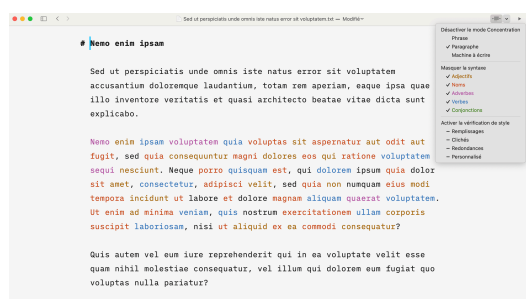 Sed ut perspiciatis unde omnis iste natus error sit voluptatem.txt — Modifié
Désactiver le mode Concentration
Phrase
✓ Paragraphe
Machine à écrire
Masquer la syntaxe
✓ Adjectifs
✓ Noms
✓ Adverbes
✓ Verbes
✓ Conjonctions
Activer la vérification de style
– Remplissages
– Clichés
– Redondances
– Personnalisé
# Nemo enim ipsam
Sed ut perspiciatis unde omnis iste natus error sit voluptatem
accusantium doloremque laudantium, totam rem aperiam, eaque ipsa quae
illo inventore veritatis et quasi architecto beatae vitae dicta sunt
explicabo.
Nemo enim ipsam voluptatem quia voluptas sit aspernatur aut odit aut
fugit, sed quia consequuntur magni dolores eos qui ratione voluptatem
sequi nesciunt. Neque porro quisquam est, qui dolorem ipsum quia dolor
sit amet, consectetur, adipisci velit, sed quia non numquam eius modi
tempora incidunt ut labore et dolore magnam aliquam quaerat voluptatem.
Ut enim ad minima veniam, quis nostrum exercitationem ullam corporis
suscipit laboriosam, nisi ut aliquid ex ea commodi consequatur?
Quis autem vel eum iure reprehenderit qui in ea voluptate velit esse
quam nihil molestiae consequatur, vel illum qui dolorem eum fugiat quo
voluptas nulla pariatur?